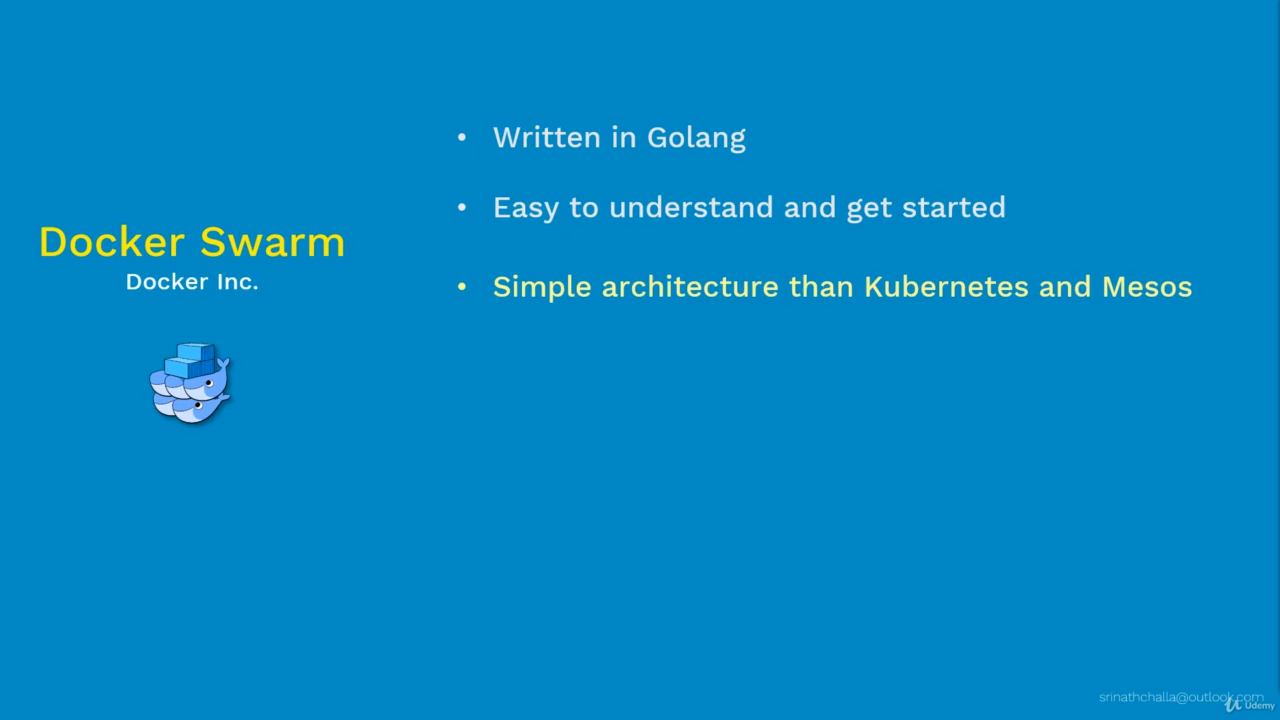 Docker Swarm
Docker Inc.
• Written in Golang
• Easy to understand and get started
• Simple architecture than Kubernetes and Mesos
srinathchalla@outlook.com
Udemy